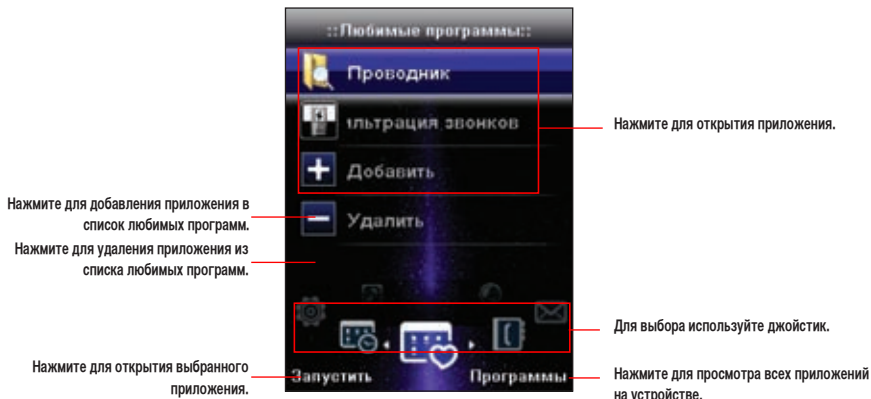 ::Любимые программы::
Проводник
ильтрация звонков
Добавить
Удалить
Запустить
Программы
Нажмите для открытия приложения.
Нажмите для добавления приложения в
список любимых программ.
Нажмите для удаления приложения из
списка любимых программ.
Для выбора используйте джойстик.
Нажмите для открытия выбранного
приложения.
Нажмите для просмотра всех приложений
на устройстве.